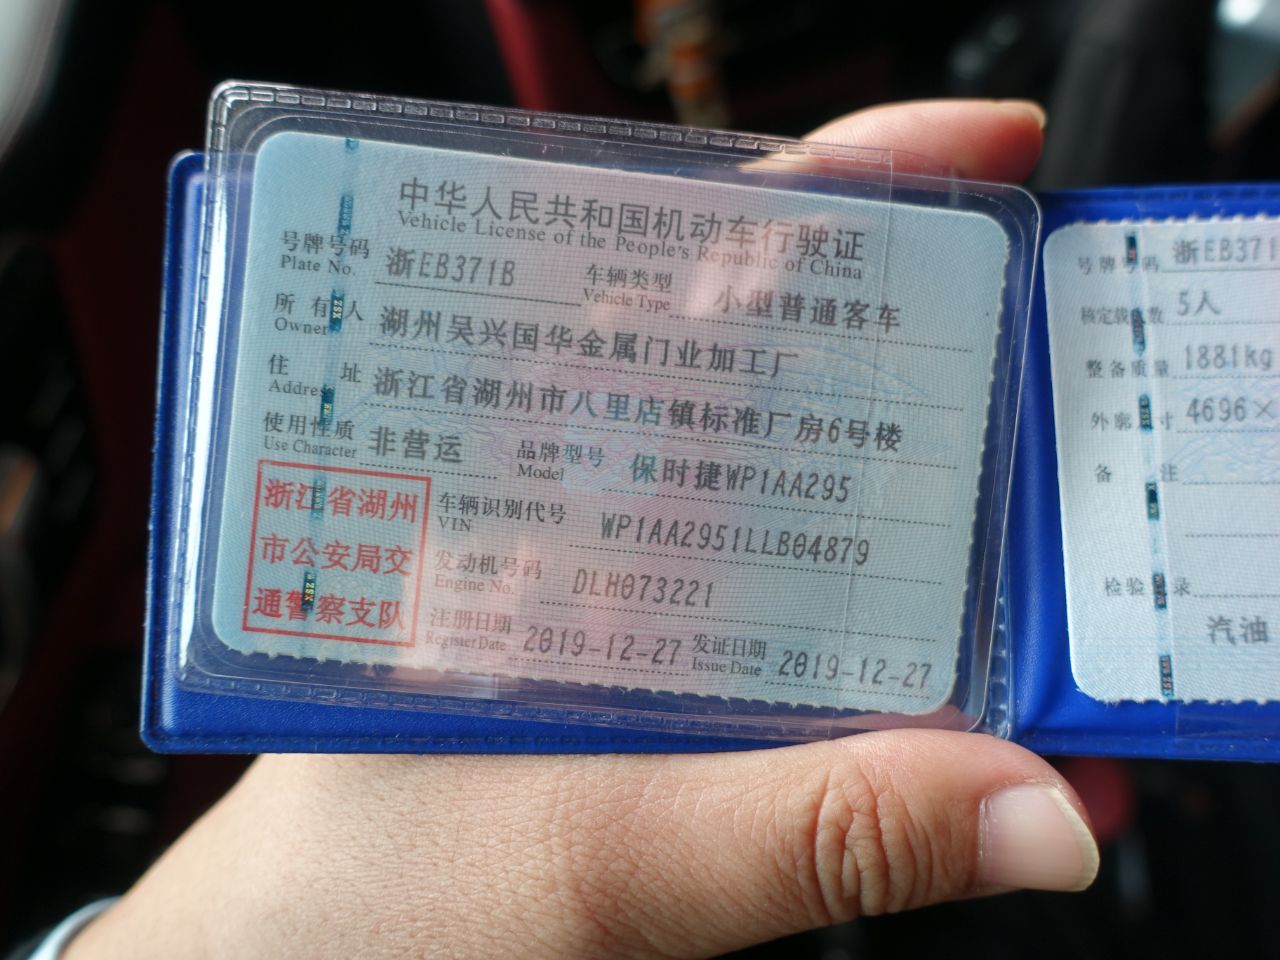 中华人民共和国机动车行驶证
Vehicle License of the People's Republic of China
号牌号码 浙EB371B 车辆类型 小型普通客车
Plate No. Vehicle Type
所有人 湖州吴兴国华金属门业加工厂
Owner
住址 浙江省湖州市八里店镇标准厂房6号楼
Address
使用性质 非营运 品牌型号 保时捷WP1AA295
Use Character Model
浙江省湖州
市公安局交
通警察支队
车辆识别代号 WP1AA2951LLB04879
VIN
发动机号码 DLH073221
Engine No.
注册日期 2019-12-27 发证日期 2019-12-27
Register Date Issue Date
号牌号码 浙EB371
核定载人数 5人
整备质量 1881kg
外廓尺寸 4696×
备注
检验记录
汽油